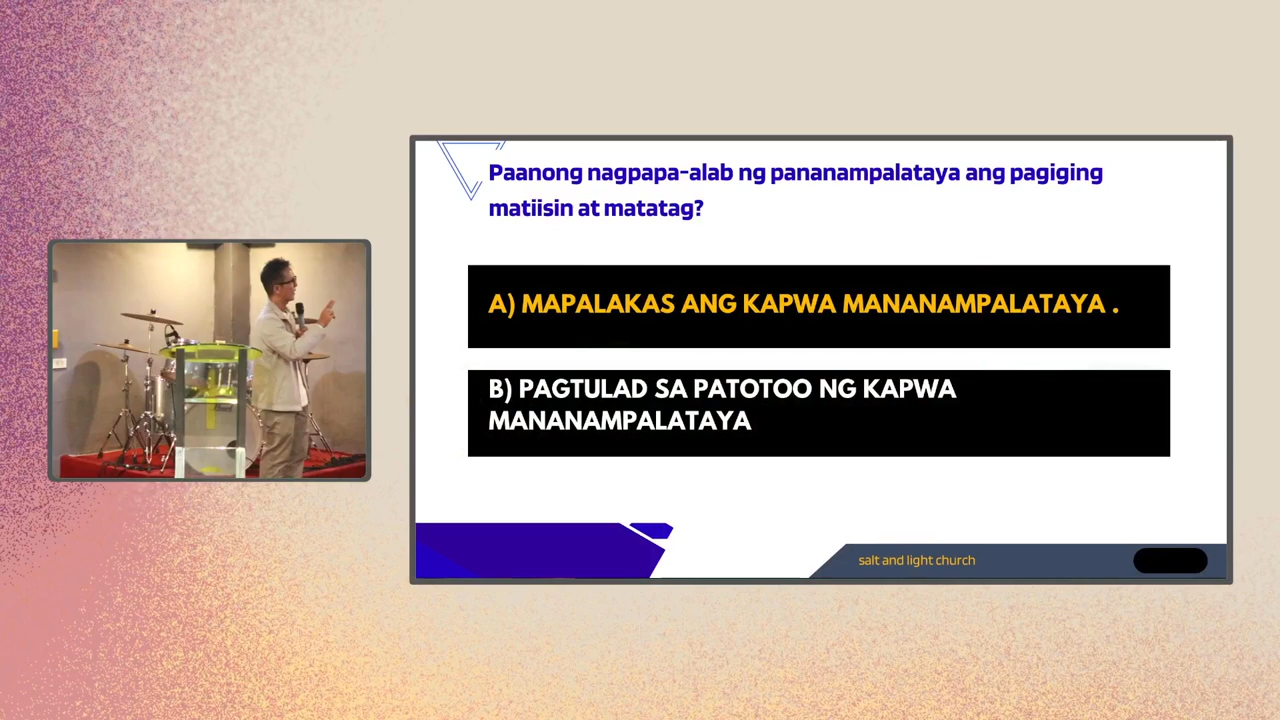 Paanong nagpapa-alab ng pananampalataya ang pagiging
matiisin at matatag?
A) MAPALAKAS ANG KAPWA MANANAMPALATAYA .
B) PAGTULAD SA PATOTOO NG KAPWA
MANANAMPALATAYA
salt and light church